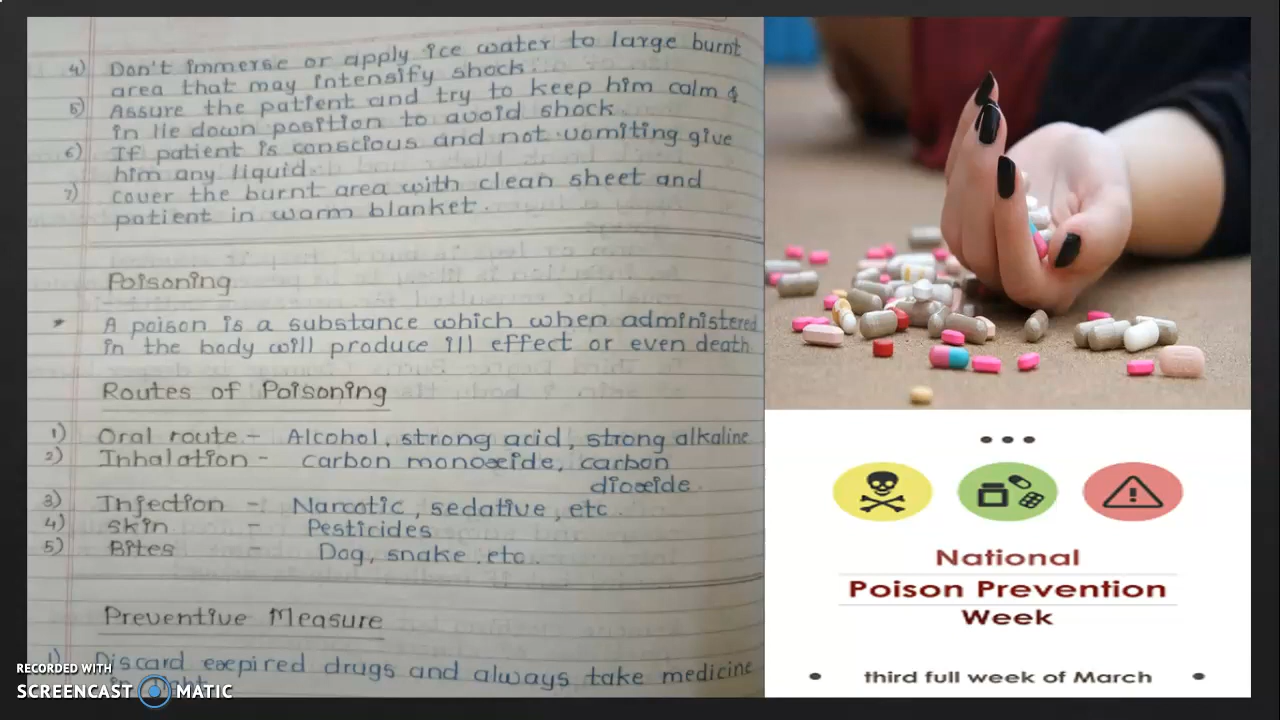 4) Don't immerse or apply ice water to large burnt
area that may intensify shock.
5) Assure the patient and try to keep him calm &
in lie down position to avoid shock.
6) If patient is conscious and not vomiting give
him any liquid.
7) cover the burnt area with clean sheet and
patient in warm blanket.
Poisoning
* A poison is a substance which when administered
in the body will produce ill effect or even death
Routes of Poisoning
1) Oral route - Alcohol, strong acid, strong alkaline
2) Inhalation - carbon monoxide, carbon
dioxide.
3) Injection - Narcotic, sedative, etc.
4) skin - Pesticides
5) Bites - Dog, snake, etc.
Preventive Measure
1) Discard expired drugs and always take medicine
RECORDED WITH
SCREENCAST MATIC
National
Poison Prevention
Week
• third full week of March •